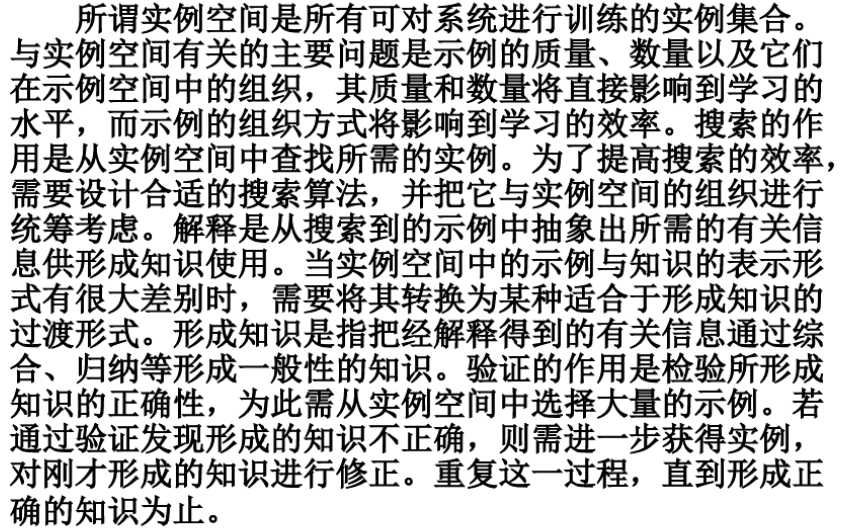 所谓实例空间是所有可对系统进行训练的实例集合。
与实例空间有关的主要问题是示例的质量、数量以及它们
在示例空间中的组织，其质量和数量将直接影响到学习的
水平，而示例的组织方式将影响到学习的效率。搜索的作
用是从实例空间中查找所需的实例。为了提高搜索的效率，
需要设计合适的搜索算法，并把它与实例空间的组织进行
统筹考虑。解释是从搜索到的示例中抽象出所需的有关信
息供形成知识使用。当实例空间中的示例与知识的表示形
式有很大差别时，需要将其转换为某种适合于形成知识的
过渡形式。形成知识是指把经解释得到的有关信息通过综
合、归纳等形成一般性的知识。验证的作用是检验所形成
知识的正确性，为此需从实例空间中选择大量的示例。若
通过验证发现形成的知识不正确，则需进一步获得实例，
对刚才形成的知识进行修正。重复这一过程，直到形成正
确的知识为止。